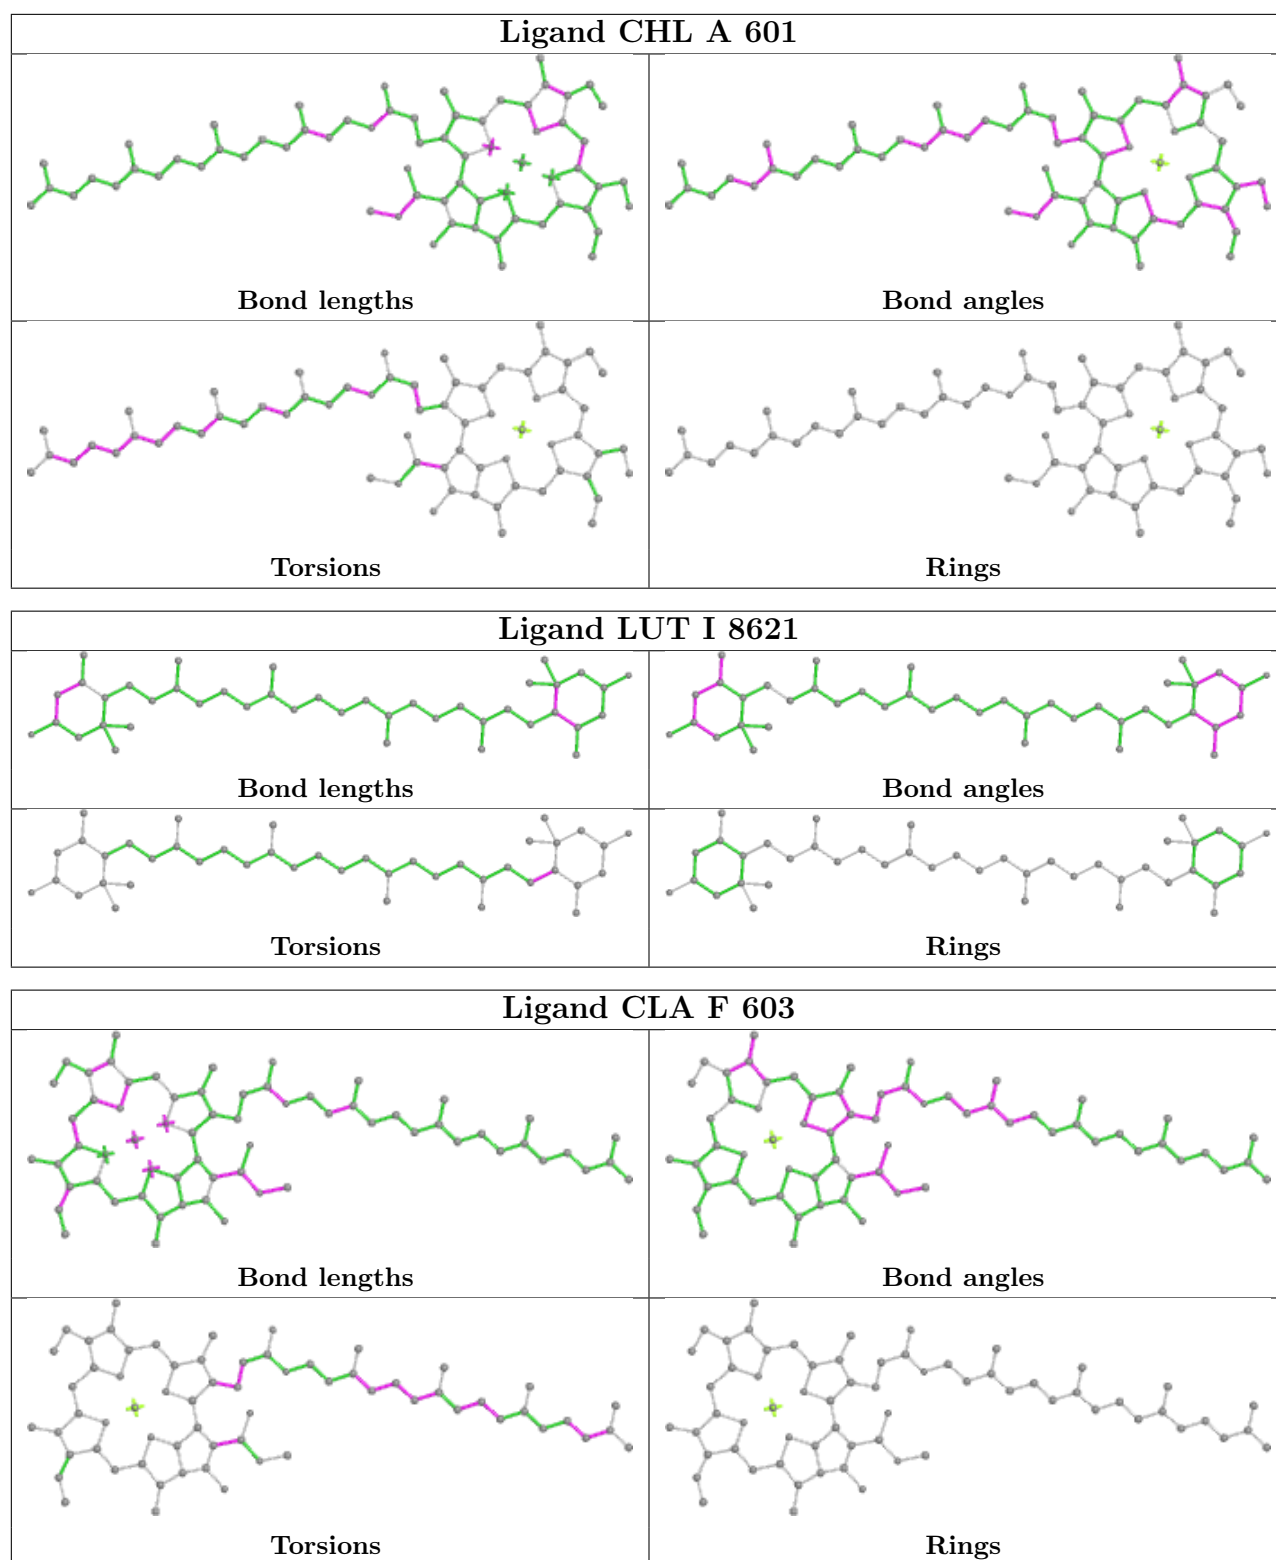 Ligand CHL A 601
Bond lengths
Bond angles
Torsions
Rings
Ligand LUT I 8621
Bond lengths
Bond angles
Torsions
Rings
Ligand CLA F 603
Bond lengths
Bond angles
Torsions
Rings